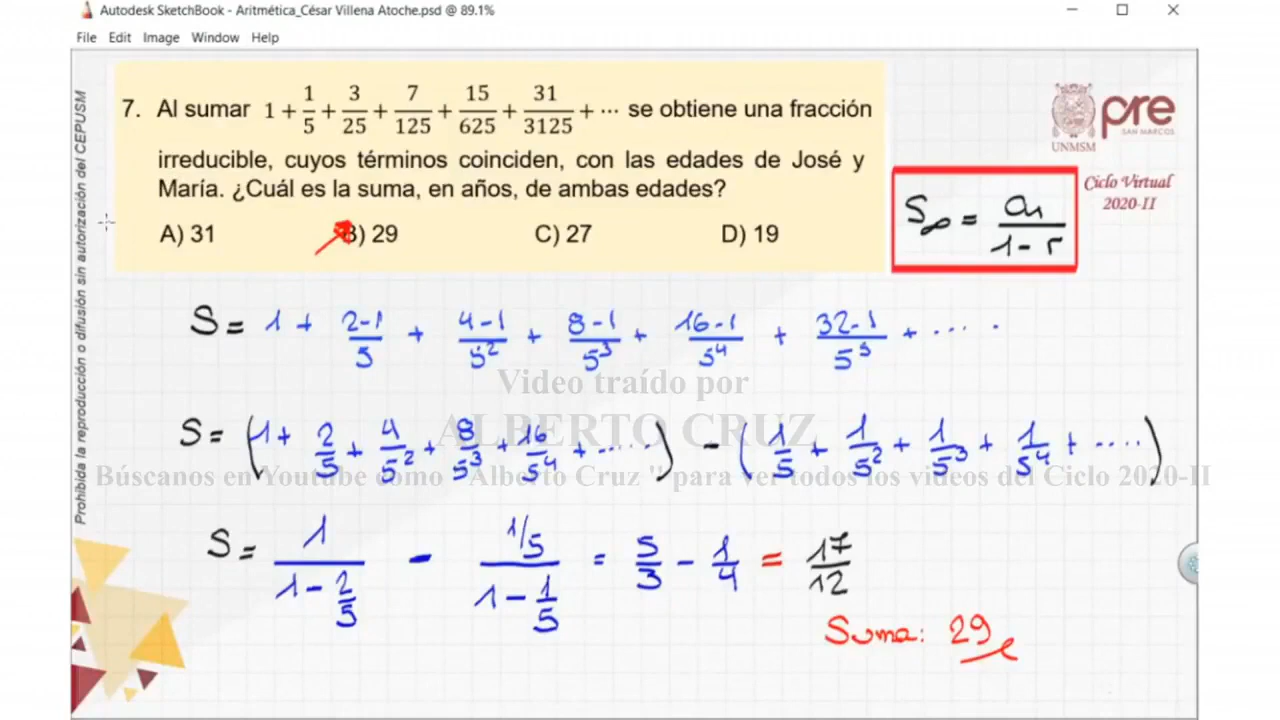 Autodesk SketchBook - Aritmética_César Villena Atoche.psd @ 89.1%
File Edit Image Window Help
Prohibida la reproducción o difusión sin autorización del CEPUSM
7. Al sumar 1 + 1/5 + 3/25 + 7/125 + 15/625 + 31/3125 + ⋯ se obtiene una fracción
irreducible, cuyos términos coinciden, con las edades de José y
María. ¿Cuál es la suma, en años, de ambas edades?
A) 31 B) 29 C) 27 D) 19
UNMSM
pre
SAN MARCOS
Ciclo Virtual
2020-II
S∞ = a₁/(1 - r)
S = 1 + (2-1)/5 + (4-1)/5² + (8-1)/5³ + (16-1)/5⁴ + (32-1)/5⁵ + ....
Video traído por
ALBERTO CRUZ
S = (1 + 2/5 + 4/5² + 8/5³ + 16/5⁴ + .....) - (1/5 + 1/5² + 1/5³ + 1/5⁴ + ....)
Búscanos en Youtube como "Alberto Cruz" para ver todos los videos del Ciclo 2020-II
S = 1/(1 - 2/5) - (1/5)/(1 - 1/5) = 5/3 - 1/4 = 17/12
Suma: 29